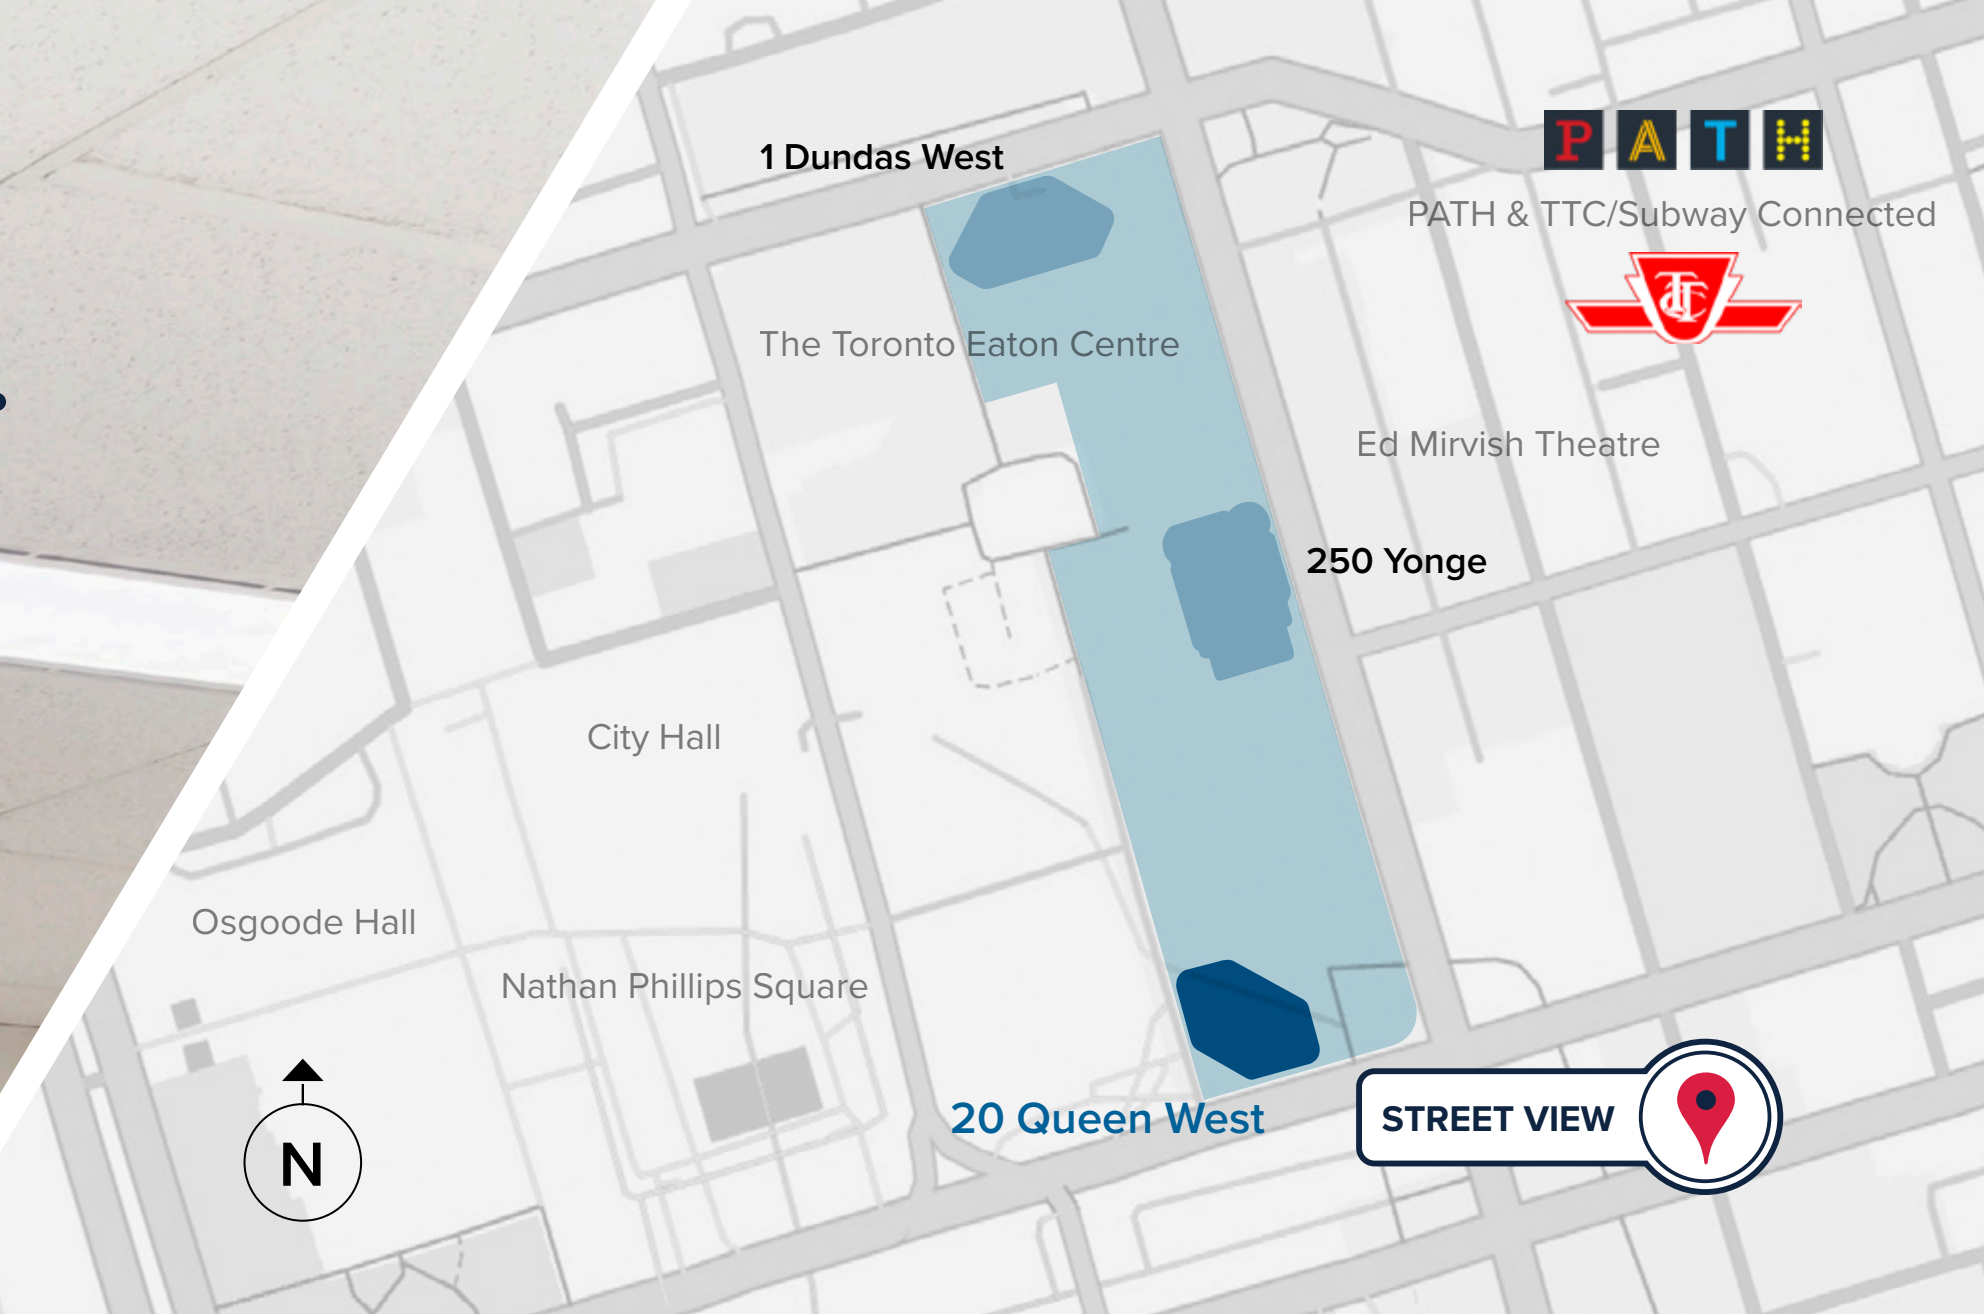 1 Dundas West
PATH
PATH & TTC/Subway Connected
TTC
The Toronto Eaton Centre
Ed Mirvish Theatre
250 Yonge
City Hall
Osgoode Hall
Nathan Phillips Square
20 Queen West
STREET VIEW
N